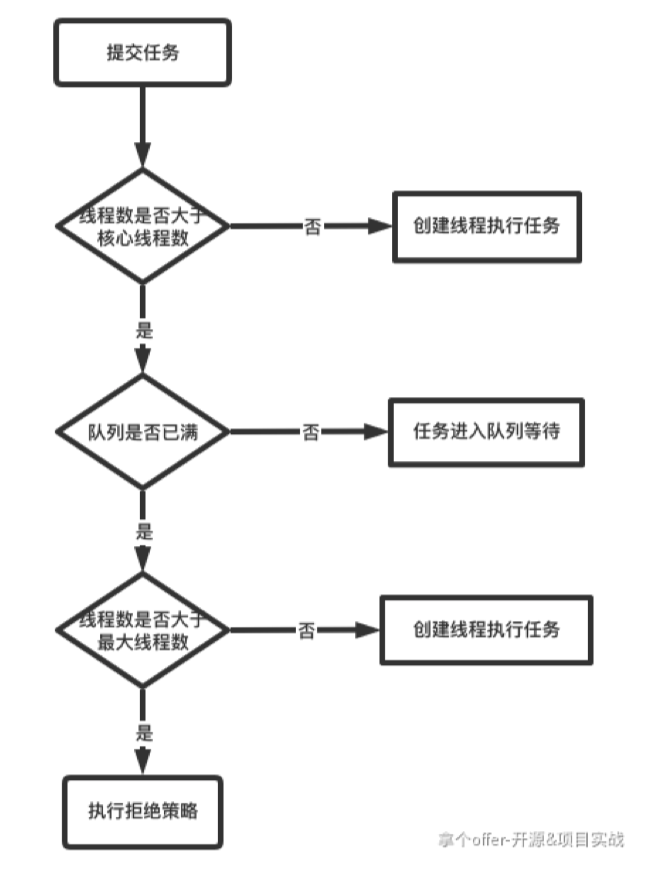 提交任务
线程数是否大于
核心线程数
否
创建线程执行任务
是
队列是否已满
否
任务进入队列等待
是
线程数是否大于
最大线程数
否
创建线程执行任务
是
执行拒绝策略
拿个offer-开源&项目实战